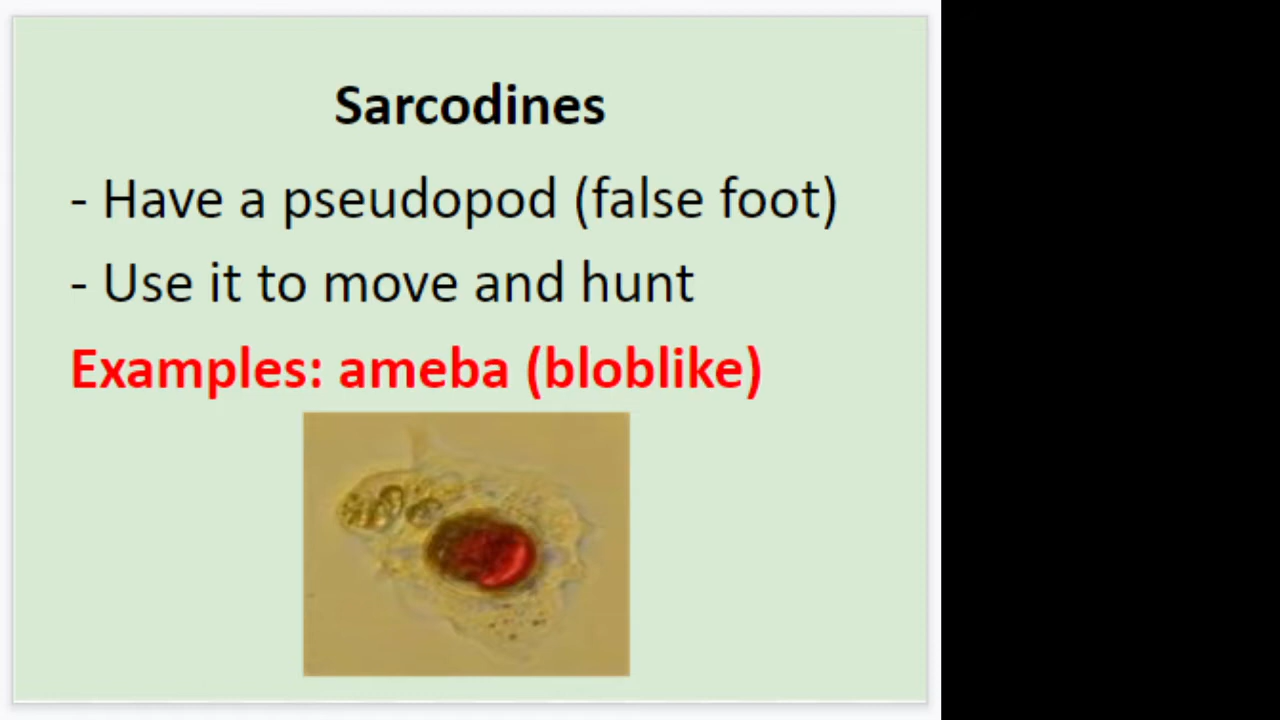 Sarcodines
- Have a pseudopod (false foot)
- Use it to move and hunt
Examples: ameba (bloblike)